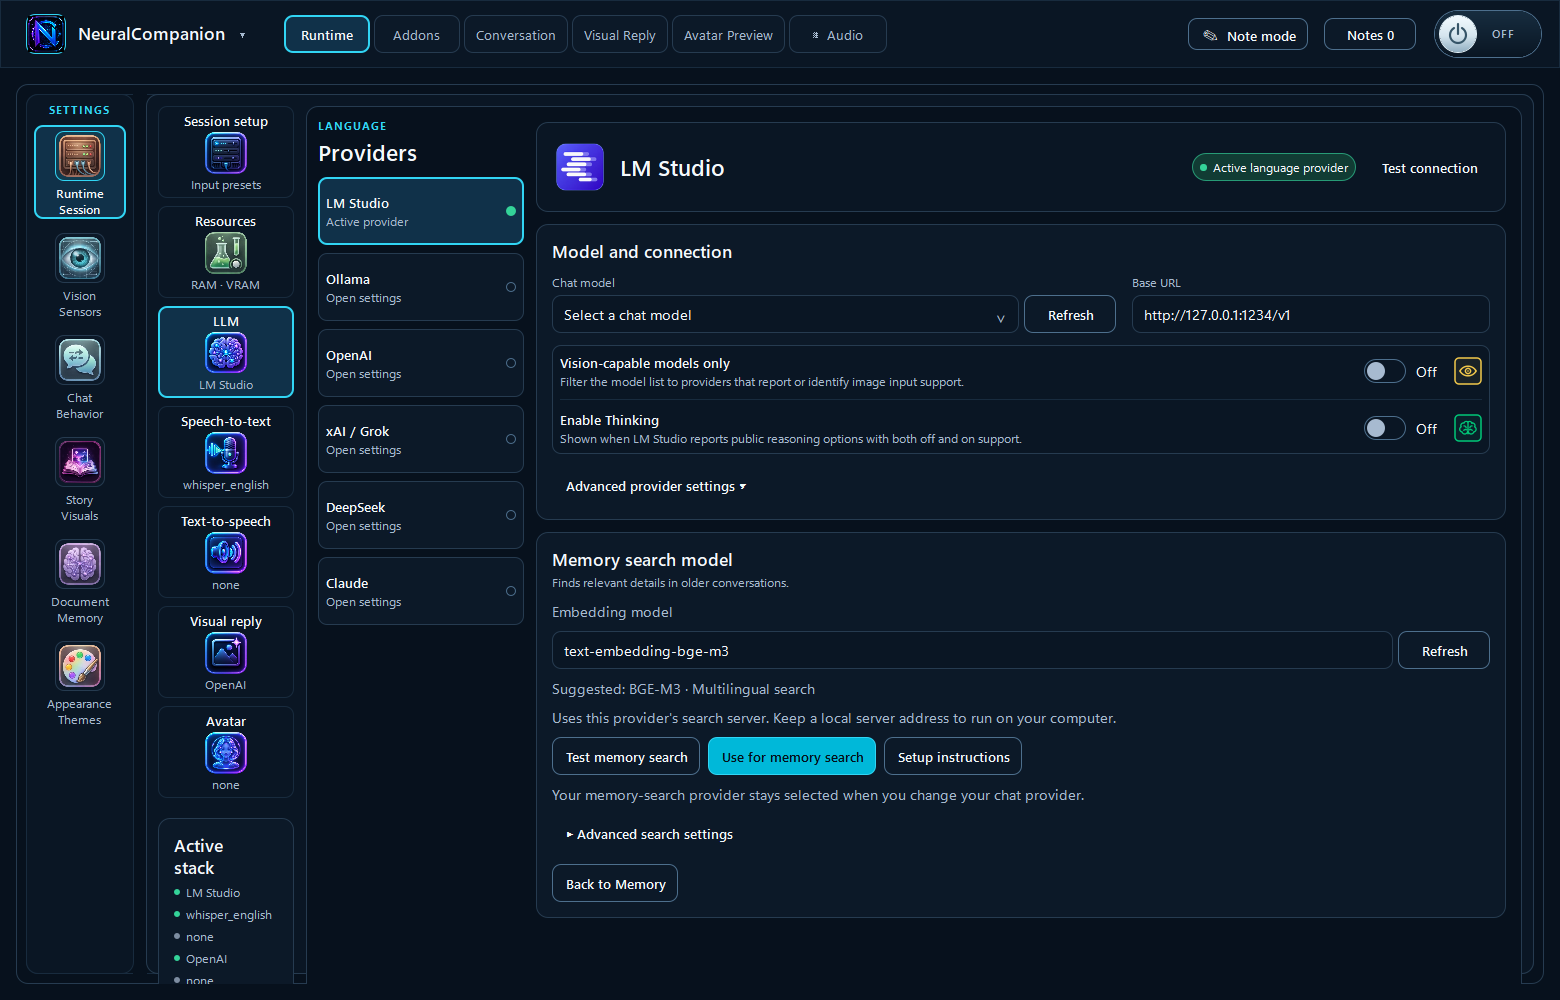 NeuralCompanion
Runtime
Addons
Conversation
Visual Reply
Avatar Preview
Audio
Note mode
Notes 0
OFF
SETTINGS
Runtime
Session
Vision
Sensors
Chat
Behavior
Story
Visuals
Document
Memory
Appearance
Themes
Session setup
Input presets
Resources
RAM · VRAM
LLM
LM Studio
Speech-to-text
whisper_english
Text-to-speech
none
Visual reply
OpenAI
Avatar
none
Active
stack
LM Studio
whisper_english
none
OpenAI
none
LANGUAGE
Providers
LM Studio
Active provider
Ollama
Open settings
OpenAI
Open settings
xAI / Grok
Open settings
DeepSeek
Open settings
Claude
Open settings
LM Studio
Active language provider
Test connection
Model and connection
Chat model
Base URL
Select a chat model
Refresh
http://127.0.0.1:1234/v1
Vision-capable models only
Filter the model list to providers that report or identify image input support.
Off
Enable Thinking
Shown when LM Studio reports public reasoning options with both off and on support.
Off
Advanced provider settings
Memory search model
Finds relevant details in older conversations.
Embedding model
text-embedding-bge-m3
Refresh
Suggested: BGE-M3 · Multilingual search
Uses this provider's search server. Keep a local server address to run on your computer.
Test memory search
Use for memory search
Setup instructions
Your memory-search provider stays selected when you change your chat provider.
Advanced search settings
Back to Memory